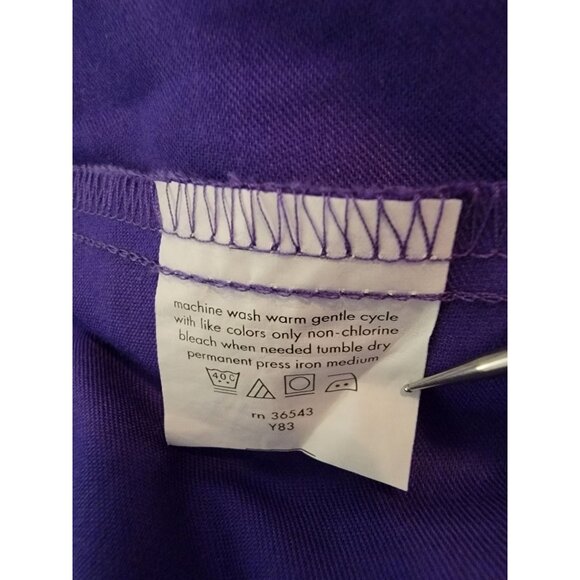 machine wash warm gentle cycle
with like colors only non-chlorine
bleach when needed tumble dry
permanent press iron medium
40C
rn 36543
Y83